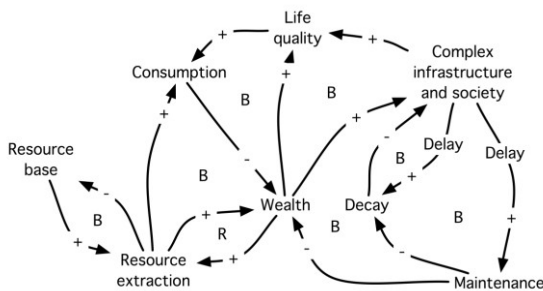 Life
quality
+
+
+
Complex
infrastructure
and society
Consumption
B
B
+
+
+
-
Delay
Delay
Resource
base
-
B
+
B
-
B
+
-
Wealth
Decay
+
B
R
B
B
+
+
-
-
Resource
extraction
Maintenance